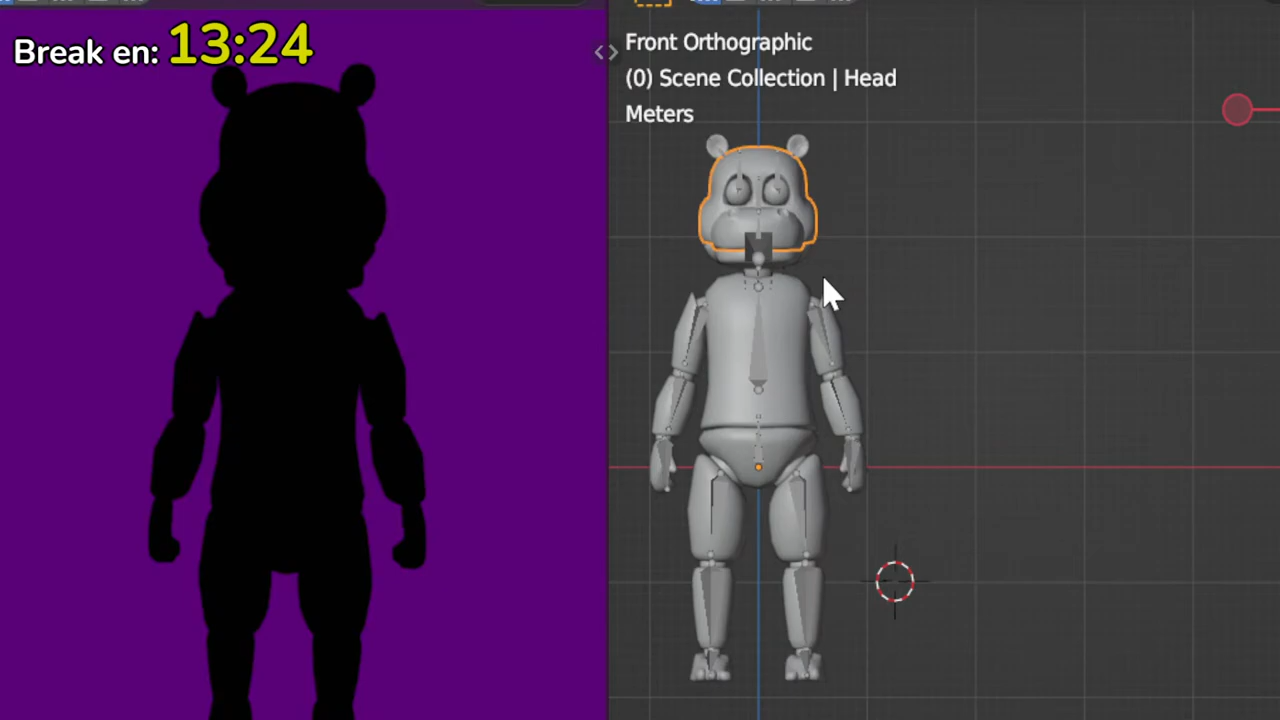 Break en: 13:24
Front Orthographic
(0) Scene Collection | Head
Meters